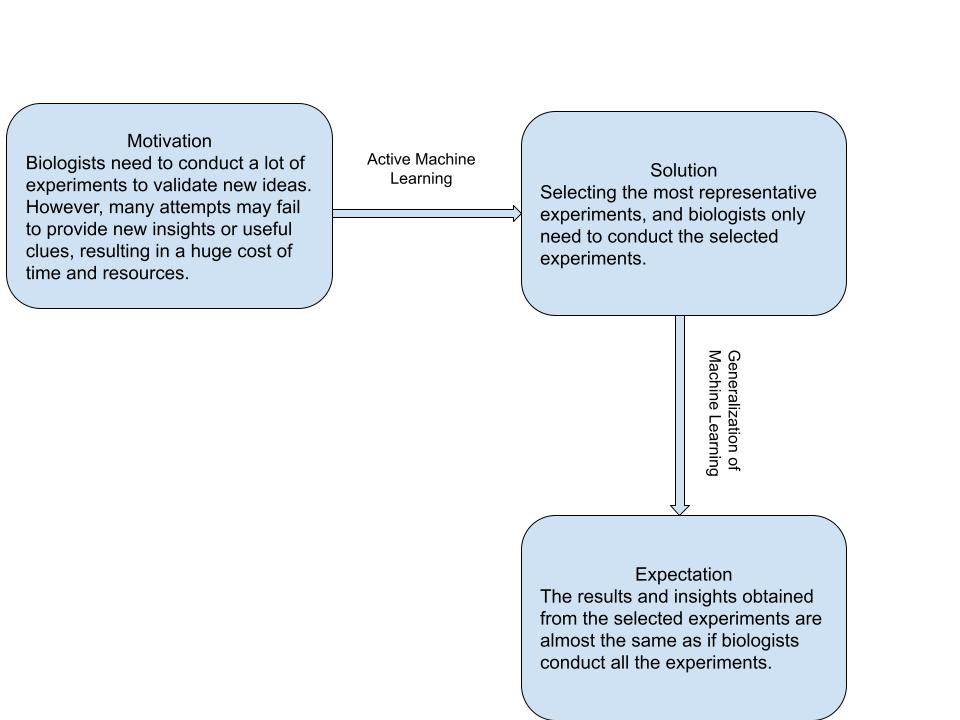 Motivation
Biologists need to conduct a lot of
experiments to validate new ideas.
However, many attempts may fail
to provide new insights or useful
clues, resulting in a huge cost of
time and resources.
Active Machine
Learning
Solution
Selecting the most representative
experiments, and biologists only
need to conduct the selected
experiments.
Generalization of
Machine Learning
Expectation
The results and insights obtained
from the selected experiments are
almost the same as if biologists
conduct all the experiments.